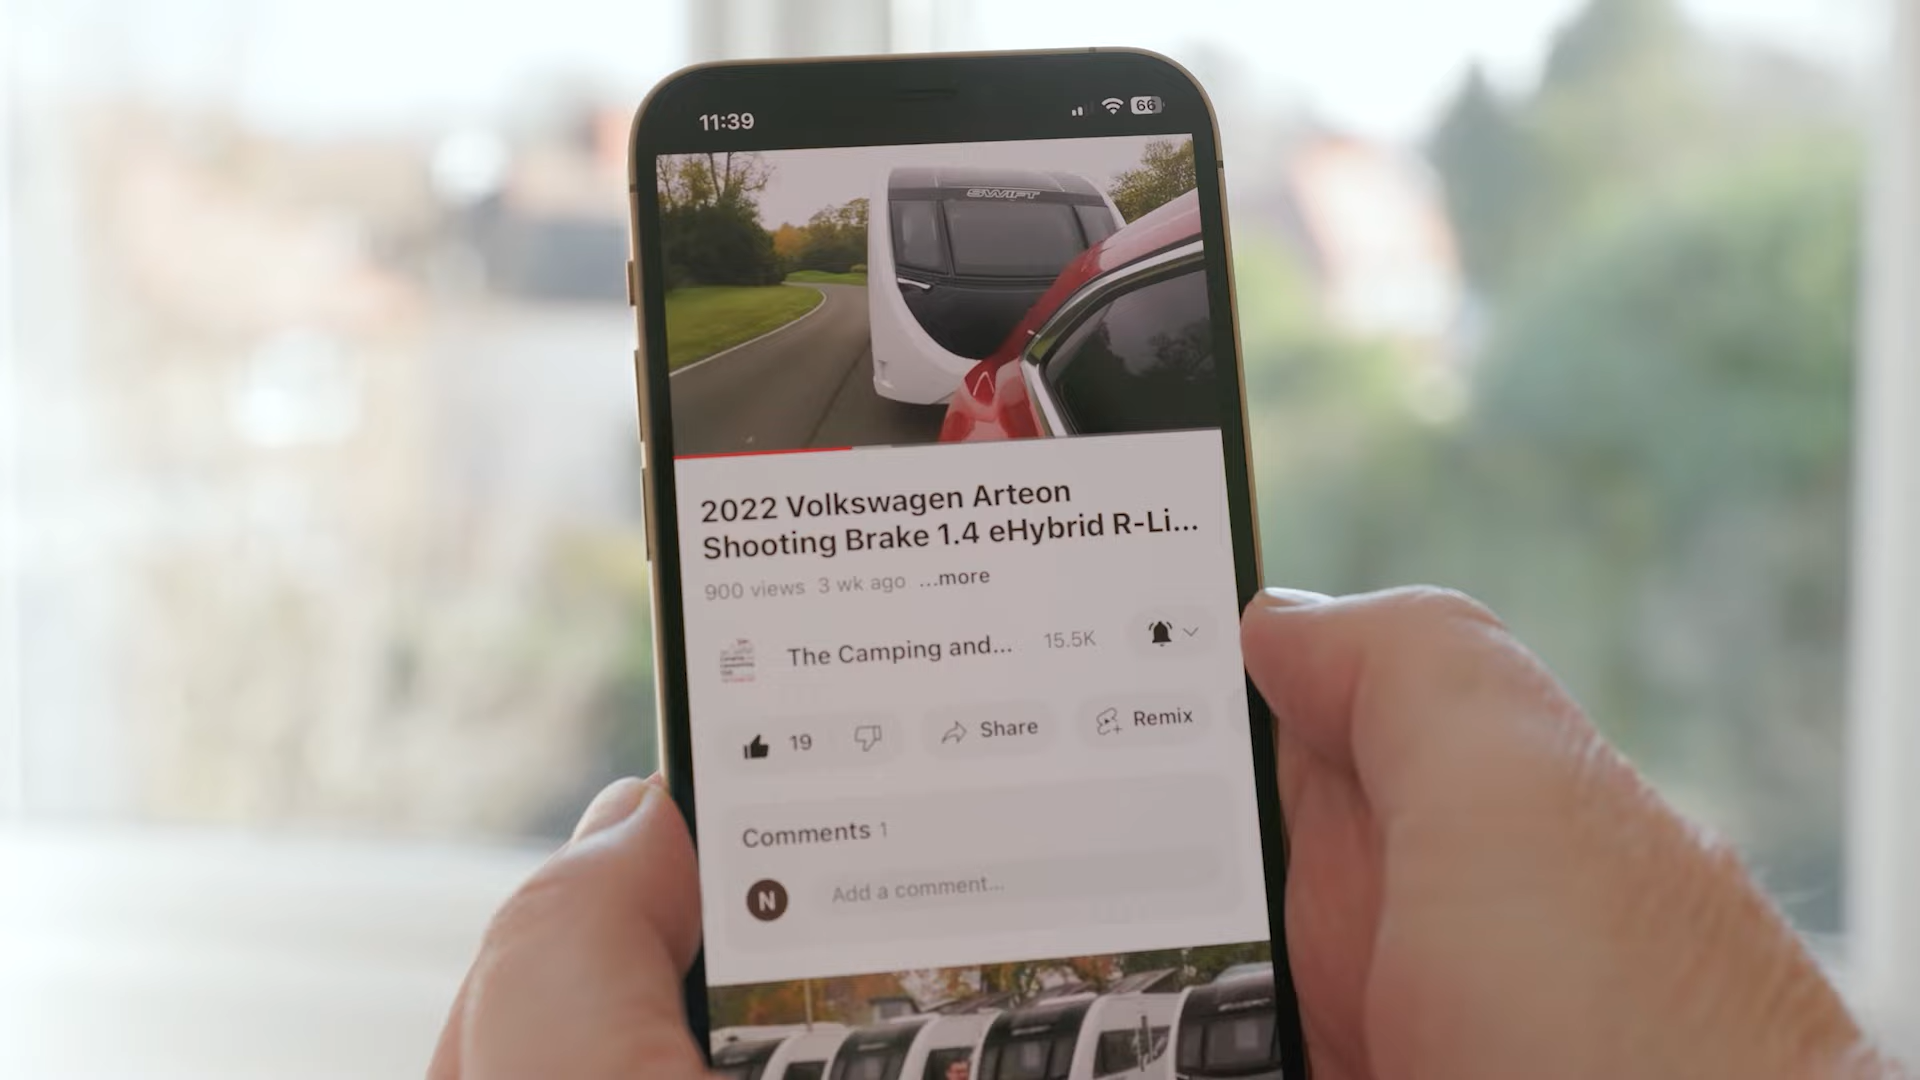 11:39
66
SWIFT
2022 Volkswagen Arteon
Shooting Brake 1.4 eHybrid R-Li...
900 views 3 wk ago ...more
The Camping and... 15.5K
19 Share Remix
Comments 1
N Add a comment...